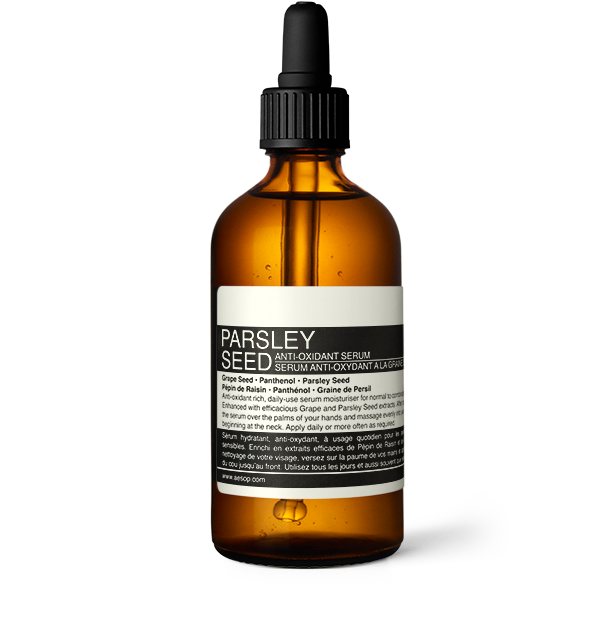 PARSLEY
SEED ANTI-OXIDANT SERUM
SERUM ANTI-OXYDANT A LA GRAINE
Grape Seed • Panthenol • Parsley Seed
Pépin de Raisin • Panthénol • Graine de Persil
Anti-oxidant rich, daily-use serum moisturiser for normal to
Enhanced with efficacious Grape and Parsley Seed extracts.
the serum over the palms of your hands and massage evenly
beginning at the neck. Apply daily or more often as required.
Sérum hydratant, anti-oxydant, à usage quotidien pour
sensibles. Enrichi en extraits efficaces de Pépin de Raisin
nettoyage de votre visage, versez sur la paume de vos mains
du cou jusqu'au front. Utilisez tous les jours et aussi souvent que
www.aesop.com